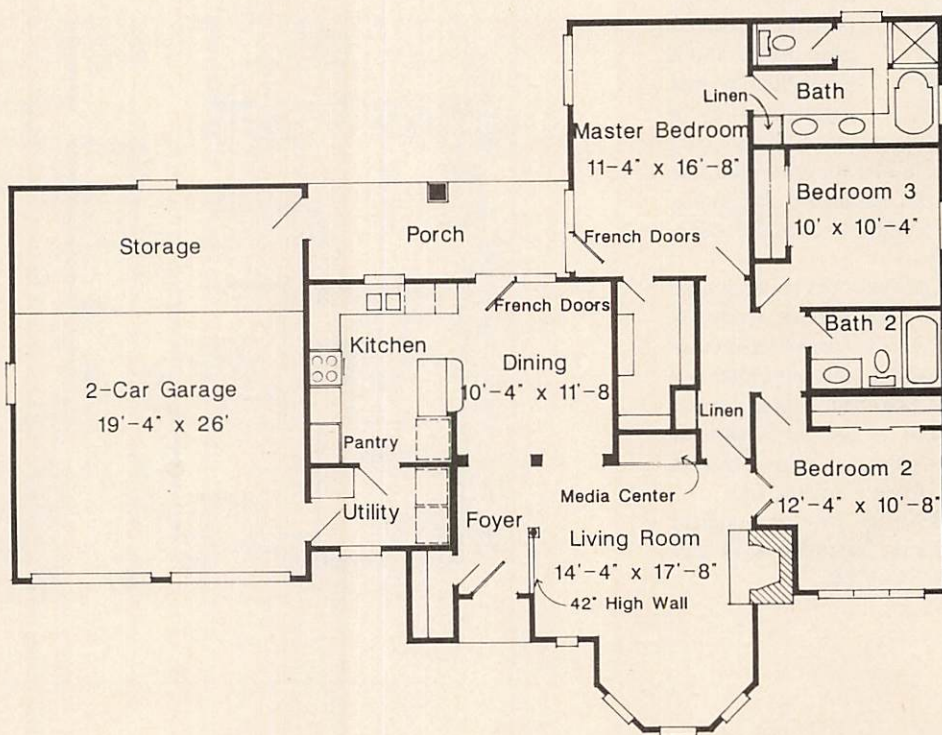 Linen
Bath
Master Bedroom
11-4" x 16'-8"
Bedroom 3
10' x 10'-4"
Storage
Porch
French Doors
French Doors
Kitchen
Dining
10'-4" x 11'-8
Bath 2
2-Car Garage
19'-4" x 26'
Pantry
Linen
Media Center
Bedroom 2
12'-4" x 10'-8"
Utility
Foyer
Living Room
14'-4" x 17'-8"
42" High Wall